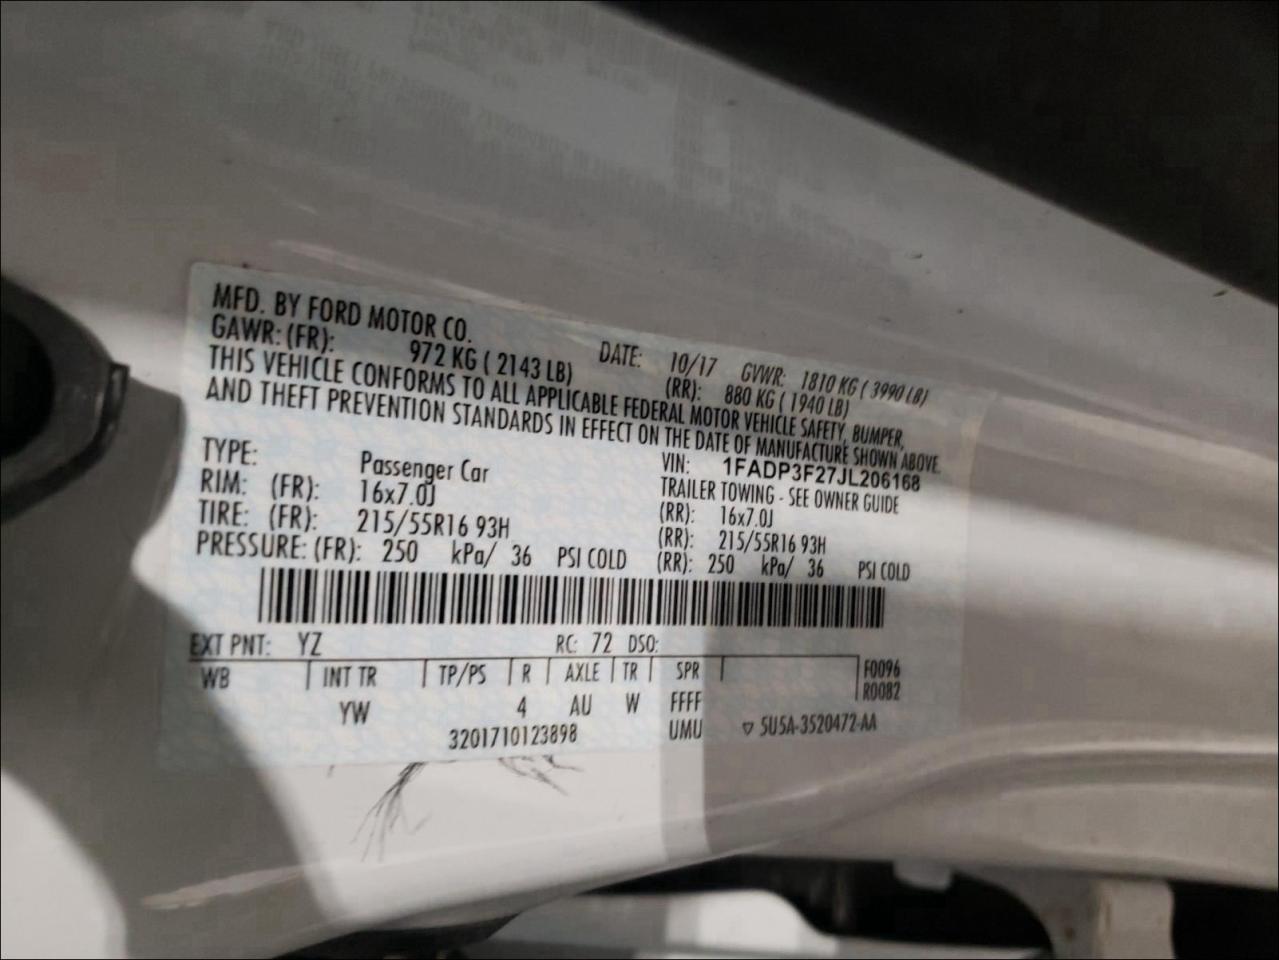 MFD. BY FORD MOTOR CO.
DATE: 10/17 GVWR: 1810 KG ( 3990 LB)
GAWR: (FR): 972 KG ( 2143 LB) (RR): 880 KG ( 1940 LB)
THIS VEHICLE CONFORMS TO ALL APPLICABLE FEDERAL MOTOR VEHICLE SAFETY, BUMPER,
AND THEFT PREVENTION STANDARDS IN EFFECT ON THE DATE OF MANUFACTURE SHOWN ABOVE.
VIN: 1FADP3F27JL206168
TYPE: Passenger Car TRAILER TOWING - SEE OWNER GUIDE
RIM: (FR): 16x7.0J (RR): 16x7.0J
TIRE: (FR): 215/55R16 93H (RR): 215/55R16 93H
PRESSURE: (FR): 250 kPa/ 36 PSI COLD (RR): 250 kPa/ 36 PSI COLD
EXT PNT: YZ RC: 72 DSO:
WB INT TR TP/PS R AXLE TR SPR F0096
R0082
YW 4 AU W FFFF
3201710123898 UMU ▽ 5U5A-3520472-AA